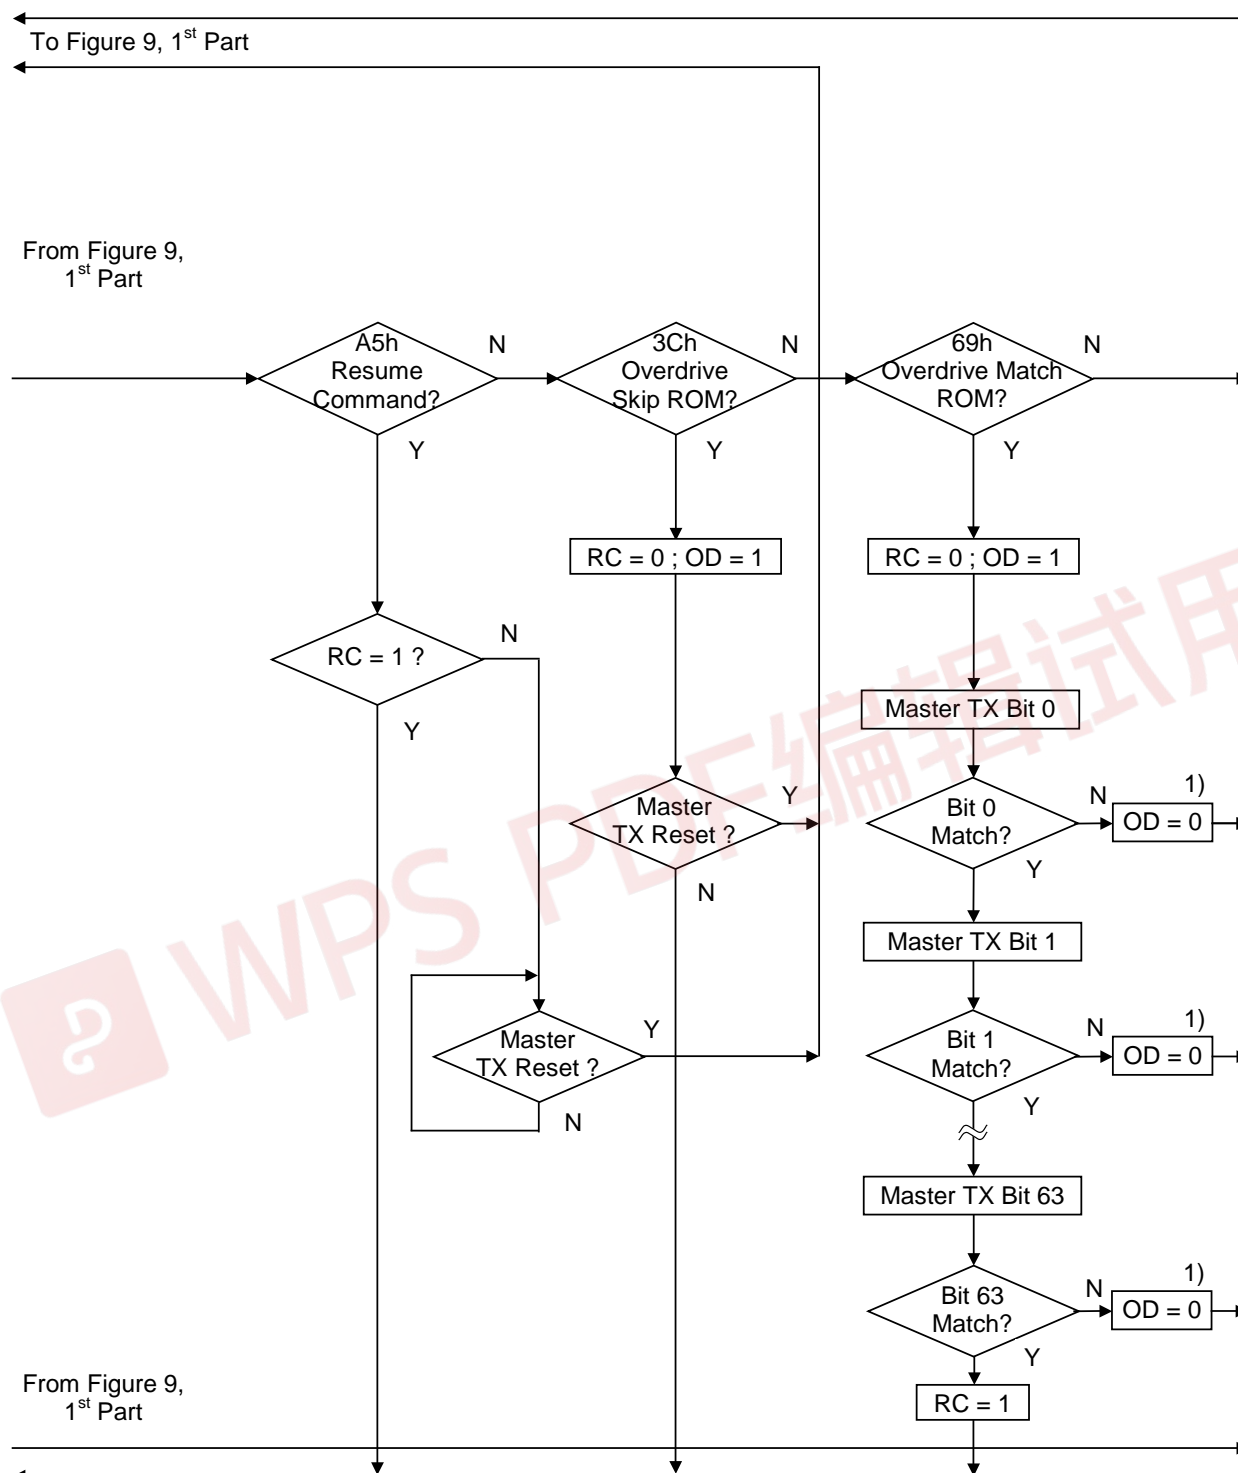 To Figure 9, 1st Part
From Figure 9,
1st Part
A5h
Resume
Command?
N
Y
3Ch
Overdrive
Skip ROM?
N
Y
69h
Overdrive Match
ROM?
N
Y
RC = 0 ; OD = 1
RC = 0 ; OD = 1
RC = 1 ?
N
Y
Master TX Bit 0
Master
TX Reset ?
Y
N
Bit 0
Match?
N
1)
OD = 0
Y
Master TX Bit 1
Master
TX Reset ?
Y
N
Bit 1
Match?
N
1)
OD = 0
Y
Master TX Bit 63
Bit 63
Match?
N
1)
OD = 0
Y
RC = 1
From Figure 9,
1st Part
WPS PDF编辑试用